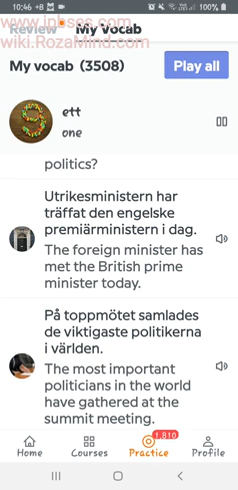 10:46 +B
100%
www.inbses.com
Review My Vocab
wiki.RozaMind.com
My vocab (3508)
Play all
ett
one
politics?
Utrikesministern har
träffat den engelske
premiärministern i dag.
The foreign minister has
met the British prime
minister today.
På toppmötet samlades
de viktigaste politikerna
i världen.
The most important
politicians in the world
have gathered at the
summit meeting.
1,810
Home Courses Practice Profile